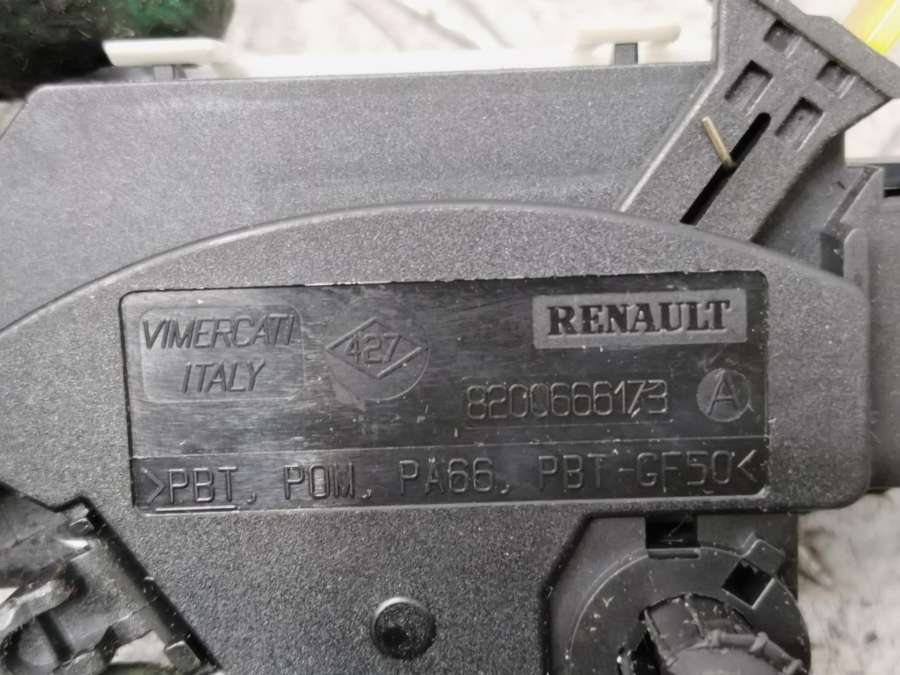 VIMERCATI
ITALY
427
RENAULT
8200666173
A
>PBT, POM, PA66, PBT-GF50<